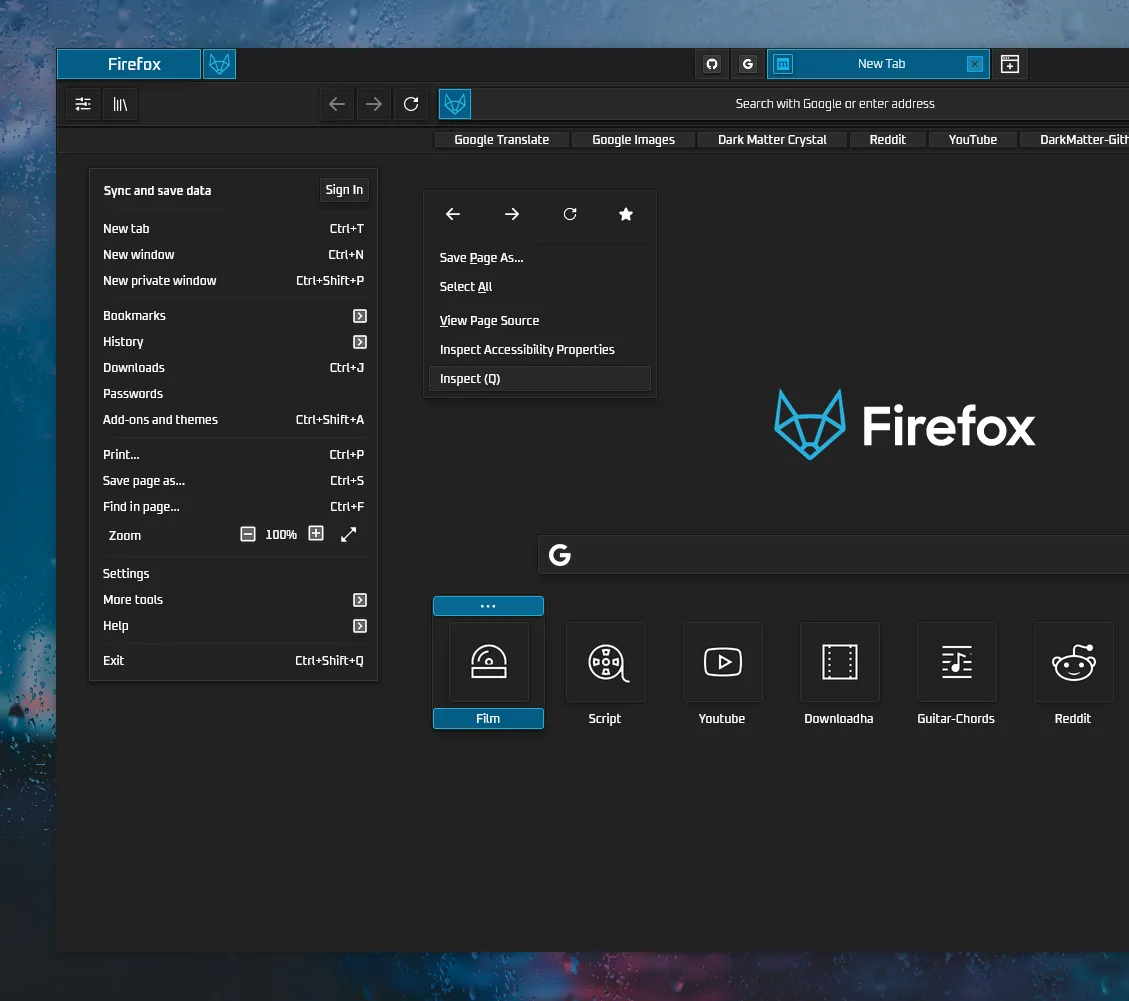 Firefox
New Tab
Search with Google or enter address
Google Translate Google Images Dark Matter Crystal Reddit YouTube DarkMatter-Gith
Sync and save data Sign In
New tab Ctrl+T
New window Ctrl+N
New private window Ctrl+Shift+P
Bookmarks
History
Downloads Ctrl+J
Passwords
Add-ons and themes Ctrl+Shift+A
Print... Ctrl+P
Save page as... Ctrl+S
Find in page... Ctrl+F
Zoom 100%
Settings
More tools
Help
Exit Ctrl+Shift+Q
Save Page As...
Select All
View Page Source
Inspect Accessibility Properties
Inspect (Q)
Firefox
G
Film Script Youtube Downloadha Guitar-Chords Reddit